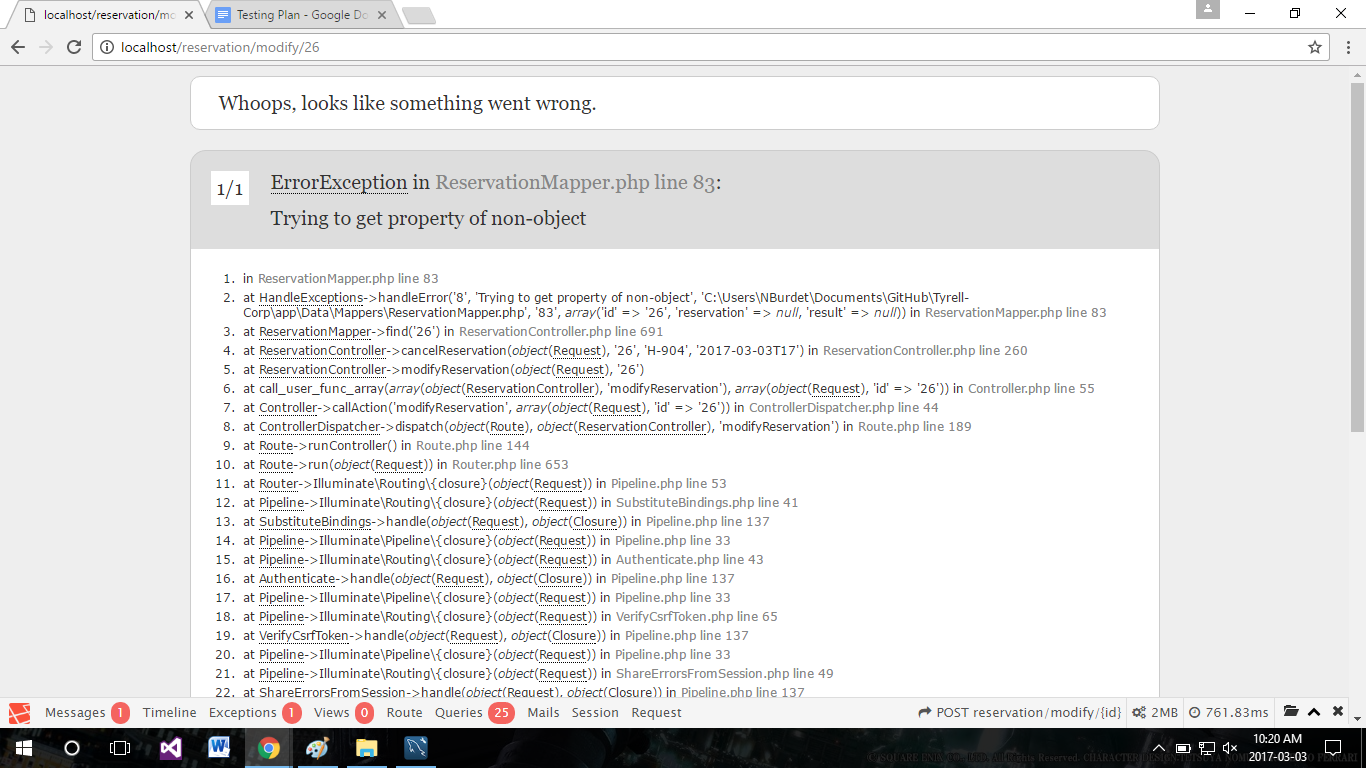 localhost/reservation/mo
Testing Plan - Google Do
localhost/reservation/modify/26
Whoops, looks like something went wrong.
1/1
ErrorException in ReservationMapper.php line 83:
Trying to get property of non-object
1. in ReservationMapper.php line 83
2. at HandleExceptions->handleError('8', 'Trying to get property of non-object', 'C:\Users\NBurdet\Documents\GitHub\Tyrell-
Corp\app\Data\Mappers\ReservationMapper.php', '83', array('id' => '26', 'reservation' => null, 'result' => null)) in ReservationMapper.php line 83
3. at ReservationMapper->find('26') in ReservationController.php line 691
4. at ReservationController->cancelReservation(object(Request), '26', 'H-904', '2017-03-03T17') in ReservationController.php line 260
5. at ReservationController->modifyReservation(object(Request), '26')
6. at call_user_func_array(array(object(ReservationController), 'modifyReservation'), array(object(Request), 'id' => '26')) in Controller.php line 55
7. at Controller->callAction('modifyReservation', array(object(Request), 'id' => '26')) in ControllerDispatcher.php line 44
8. at ControllerDispatcher->dispatch(object(Route), object(ReservationController), 'modifyReservation') in Route.php line 189
9. at Route->runController() in Route.php line 144
10. at Route->run(object(Request)) in Router.php line 653
11. at Router->Illuminate\Routing\{closure}(object(Request)) in Pipeline.php line 53
12. at Pipeline->Illuminate\Routing\{closure}(object(Request)) in SubstituteBindings.php line 41
13. at SubstituteBindings->handle(object(Request), object(Closure)) in Pipeline.php line 137
14. at Pipeline->Illuminate\Pipeline\{closure}(object(Request)) in Pipeline.php line 33
15. at Pipeline->Illuminate\Routing\{closure}(object(Request)) in Authenticate.php line 43
16. at Authenticate->handle(object(Request), object(Closure)) in Pipeline.php line 137
17. at Pipeline->Illuminate\Pipeline\{closure}(object(Request)) in Pipeline.php line 33
18. at Pipeline->Illuminate\Routing\{closure}(object(Request)) in VerifyCsrfToken.php line 65
19. at VerifyCsrfToken->handle(object(Request), object(Closure)) in Pipeline.php line 137
20. at Pipeline->Illuminate\Pipeline\{closure}(object(Request)) in Pipeline.php line 33
21. at Pipeline->Illuminate\Routing\{closure}(object(Request)) in ShareErrorsFromSession.php line 49
22. at ShareErrorsFromSession->handle(object(Request), object(Closure)) in Pipeline.php line 137
Messages 1 Timeline Exceptions 1 Views 0 Route Queries 25 Mails Session Request POST reservation/modify/{id} 2MB 761.83ms
10:20 AM
2017-03-03